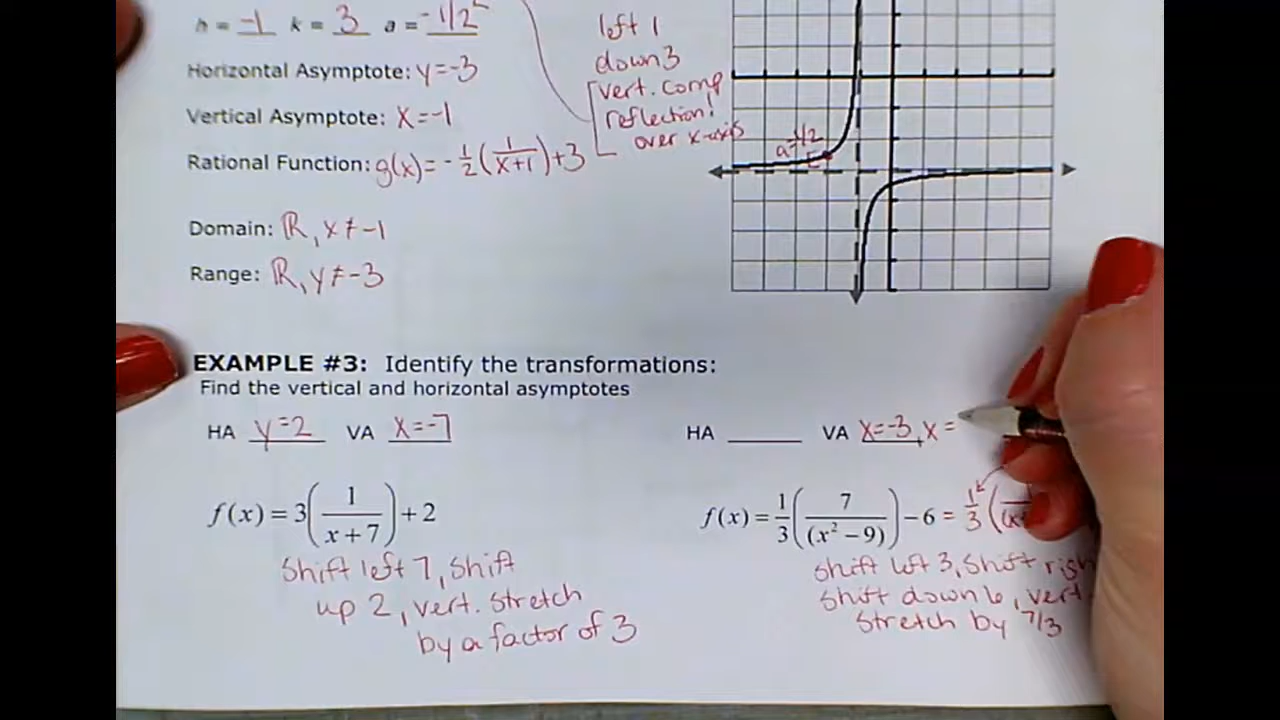 h = -1 k = 3 a = -1/2
Horizontal Asymptote: y=-3
Vertical Asymptote: x=-1
Rational Function: g(x)= -1/2(1/(x+1))+3
Domain: ℝ, x≠-1
Range: ℝ, y≠-3
left 1
down 3
vert. comp
reflection!
over x-axis
a=1/2
EXAMPLE #3: Identify the transformations:
Find the vertical and horizontal asymptotes
HA y=2 VA x=-7
f(x) = 3(1/(x+7)) + 2
Shift left 7, shift
up 2, vert. stretch
by a factor of 3
HA ____ VA x=-3, x=
f(x) = 1/3(7/(x²-9)) - 6 = 1/3(
shift left 3, shift righ
shift down 6, vert.
stretch by 7/3